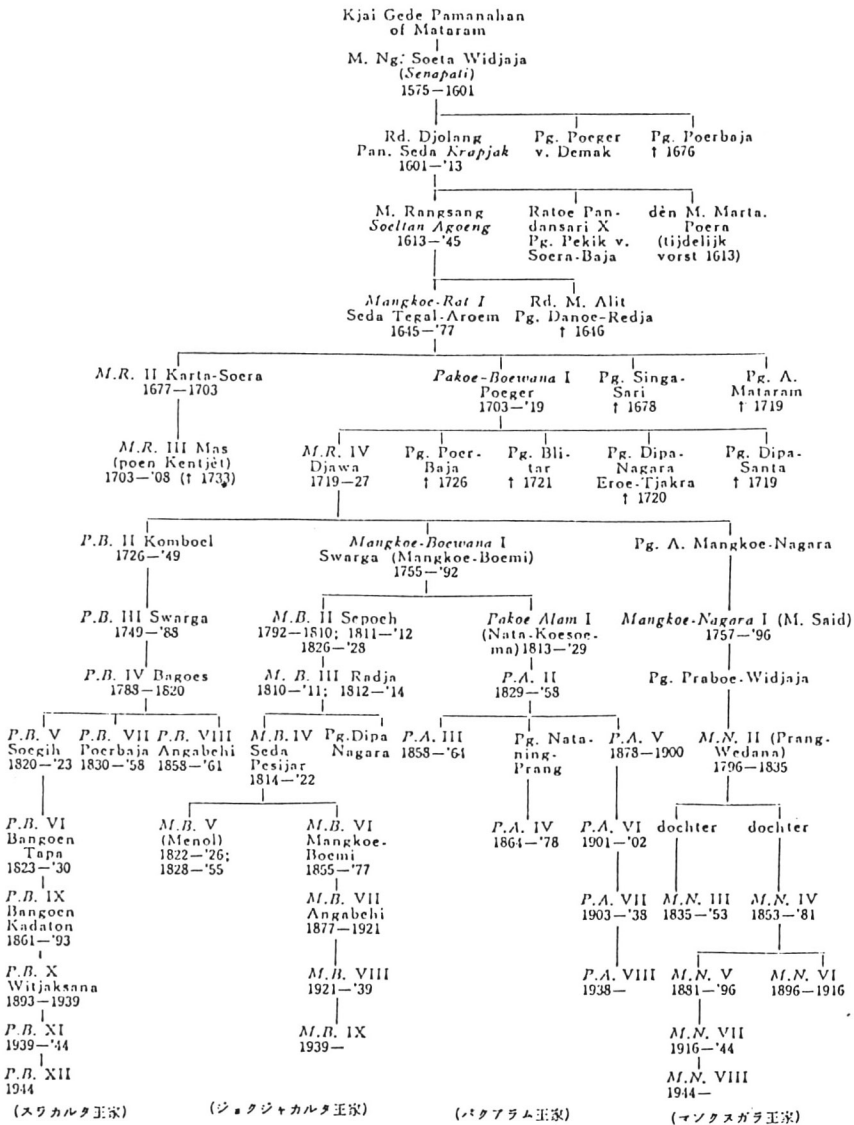 Kjai Gede Pamanahan
of Mataram
M. Ng. Soeta Widjaja
(Senapati)
1575—1601
Rd. Djolang Pg. Poeger Pg. Poerbaja
Pan. Seda Krapjak v. Demak † 1676
1601—'13
M. Rangsang Ratoe Pan- dèn M. Marta.
Soeltan Agoeng dansari X Poera
1613—'45 Pg. Pekik v. (tijdelijk
Soera-Baja vorst 1613)
Mangkoe-Rat I Rd. M. Alit
Seda Tegal-Aroem Pg. Danoe-Redja
1645—'77 † 1646
M.R. II Karta-Soera Pakoe-Boewana I Pg. Singa- Pg. A.
1677—1703 Poeger Sari Mataram
1703—'19 † 1678 † 1719
M.R. III Mas M.R. IV Pg. Poer- Pg. Bli- Pg. Dipa- Pg. Dipa-
(poen Kentjèt) Djawa Baja tar Nagara Santa
1703—'08 († 1733) 1719—27 † 1726 † 1721 Eroe-Tjakra † 1719
† 1720
P.B. II Komboel Mangkoe-Boewana I Pg. A. Mangkoe-Nagara
1726—'49 Swarga (Mangkoe-Boemi)
1755—'92
P.B. III Swarga M.B. II Sepoeh Pakoe Alam I Mangkoe-Nagara I (M. Said)
1749—'88 1792—1810; 1811—'12 (Nata-Koesoe- 1757—'96
1826—'28 ma) 1813—'29
P.B. IV Bagoes M. B. III Radja P.A. II Pg. Praboe-Widjaja
1788—1820 1810—'11; 1812—'14 1829—'58
P.B. V P.B. VII P.B. VIII M.B. IV Pg.Dipa P.A. III Pg. Nata- P.A. V M.N. II (Prang-
Soegih Poerbaja Angabehi Seda Nagara 1858—'64 ning- 1878—1900 Wedana)
1820—'23 1830—'58 1858—'61 Pesijar Prang 1796—1835
1814—'22
P.B. VI M.B. V M.B. VI P.A. IV P.A. VI dochter dochter
Bangoen (Menol) Mangkoe- 1864—'78 1901—'02
Tapa 1822—'26; Boemi
1823—'30 1828—'55 1855—'77
P.B. IX M.B. VII P.A. VII M.N. III M.N. IV
Bangoen Angabehi 1903—'38 1835—'53 1853—'81
Kadaton 1877—1921
1861—'93
P.B. X M.B. VIII P.A. VIII M.N. V M.N. VI
Witjaksana 1921—'39 1938— 1881—'96 1896—1916
1893—1939
P.B. XI M.B. IX M.N. VII
1939—'44 1939— 1916—'44
P.B. XII M.N. VIII
1944 1944—
(スワカルタ王家) (ジョクジャカルタ王家) (パクアラム王家) (マンクスガラ王家)